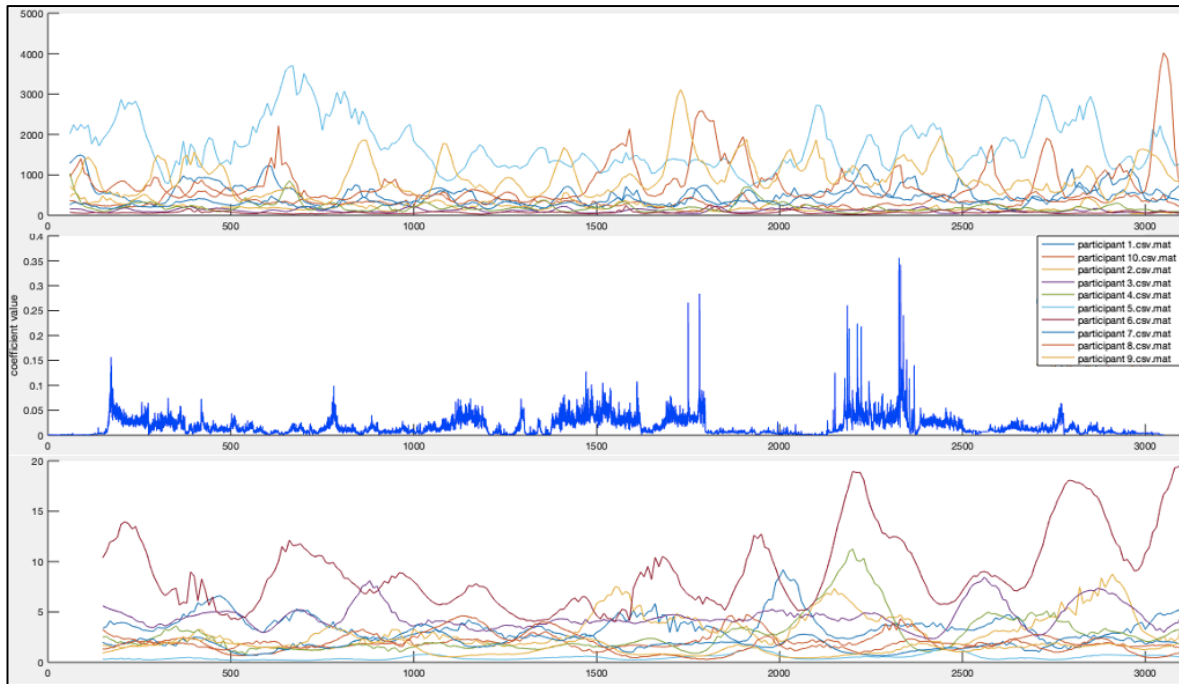 5000
4000
3000
2000
1000
0
0 500 1000 1500 2000 2500 3000
0.4
0.35
0.3
0.25
0.2
0.15
0.1
0.05
0
coefficient value
participant 1.csv.mat
participant 10.csv.mat
participant 2.csv.mat
participant 3.csv.mat
participant 4.csv.mat
participant 5.csv.mat
participant 6.csv.mat
participant 7.csv.mat
participant 8.csv.mat
participant 9.csv.mat
0 500 1000 1500 2000 2500 3000
20
15
10
5
0
0 500 1000 1500 2000 2500 3000